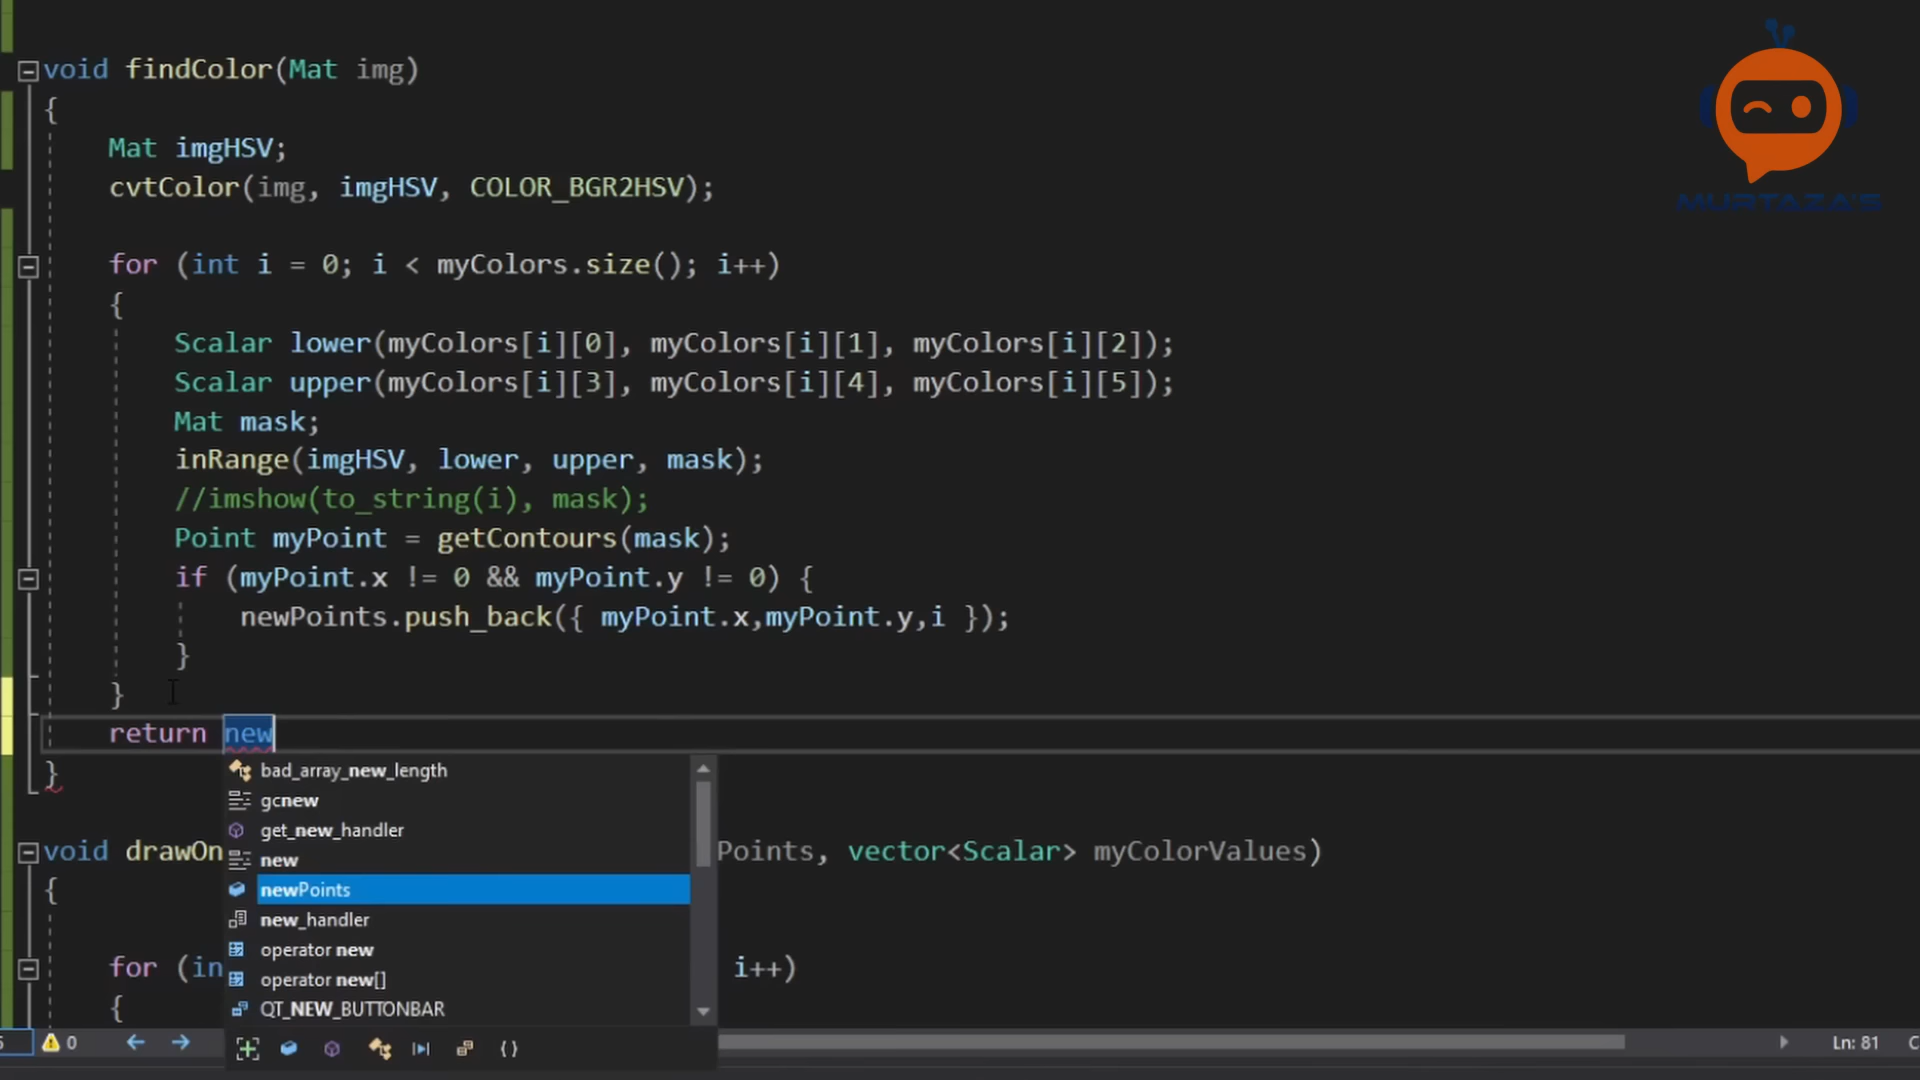 void findColor(Mat img)
{
Mat imgHSV;
cvtColor(img, imgHSV, COLOR_BGR2HSV);
for (int i = 0; i < myColors.size(); i++)
{
Scalar lower(myColors[i][0], myColors[i][1], myColors[i][2]);
Scalar upper(myColors[i][3], myColors[i][4], myColors[i][5]);
Mat mask;
inRange(imgHSV, lower, upper, mask);
//imshow(to_string(i), mask);
Point myPoint = getContours(mask);
if (myPoint.x != 0 && myPoint.y != 0) {
newPoints.push_back({ myPoint.x,myPoint.y,i });
}
}
return new
}
bad_array_new_length
gcnew
get_new_handler
new
newPoints
new_handler
operator new
operator new[]
QT_NEW_BUTTONBAR
void drawOn Points, vector<Scalar> myColorValues)
{
for (in i++)
{
0
Ln: 81
MURTAZA'S